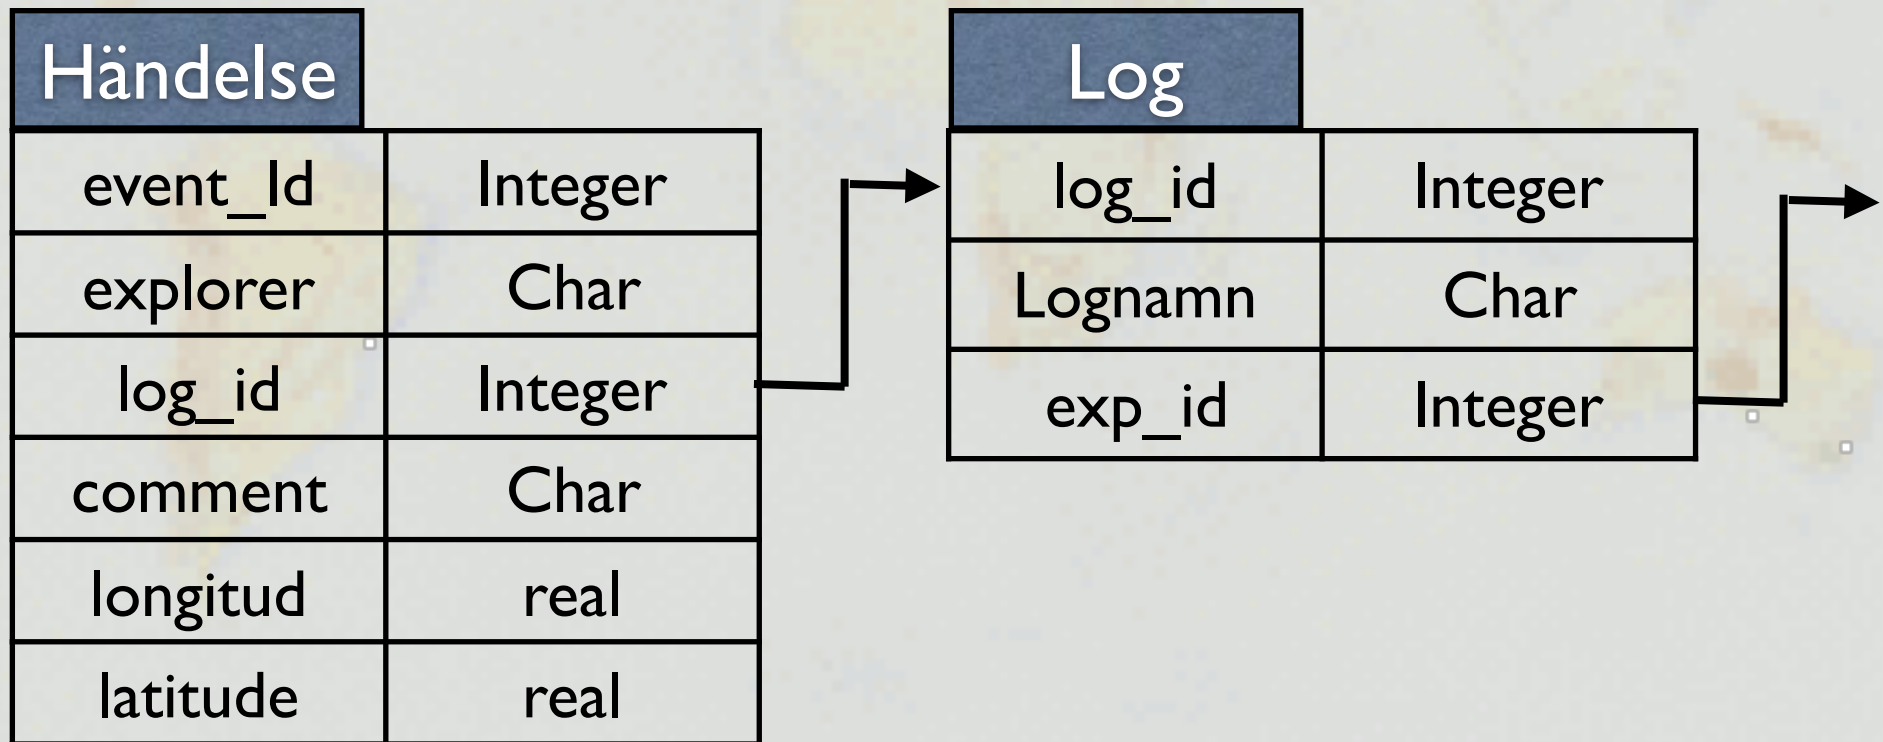 Händelse
event_Id Integer
explorer Char
log_id Integer
comment Char
longitud real
latitude real
Log
log_id Integer
Lognamn Char
exp_id Integer